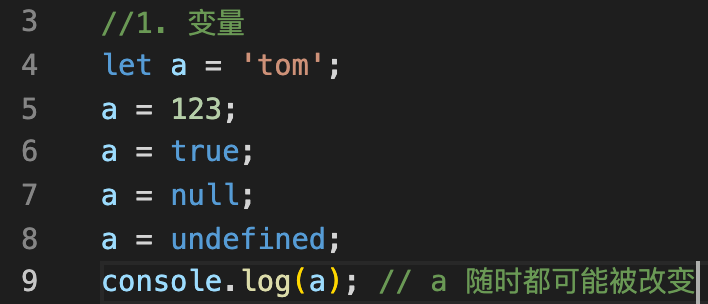 3 //1. 变量
4 let a = 'tom';
5 a = 123;
6 a = true;
7 a = null;
8 a = undefined;
9 console.log(a); // a 随时都可能被改变